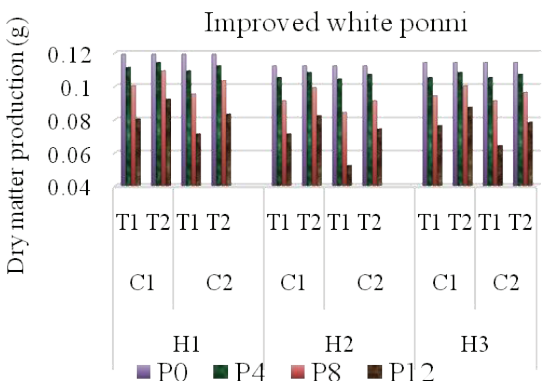 Improved white ponni
Dry matter production (g)
0.12
0.1
0.08
0.06
0.04
T1 T2 T1 T2 T1 T2 T1 T2 T1 T2 T1 T2
C1 C2 C1 C2 C1 C2
H1 H2 H3
P0 P4 P8 P12